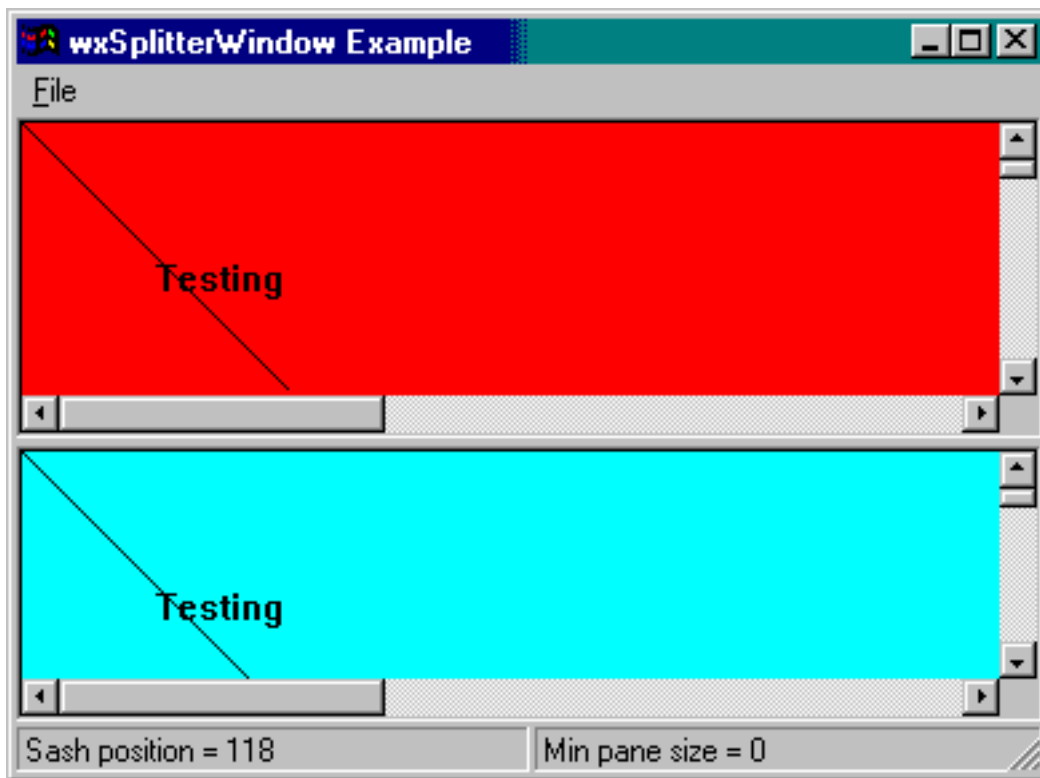 wxSplitterWindow Example
File
Testing
Testing
Sash position = 118
Min pane size = 0